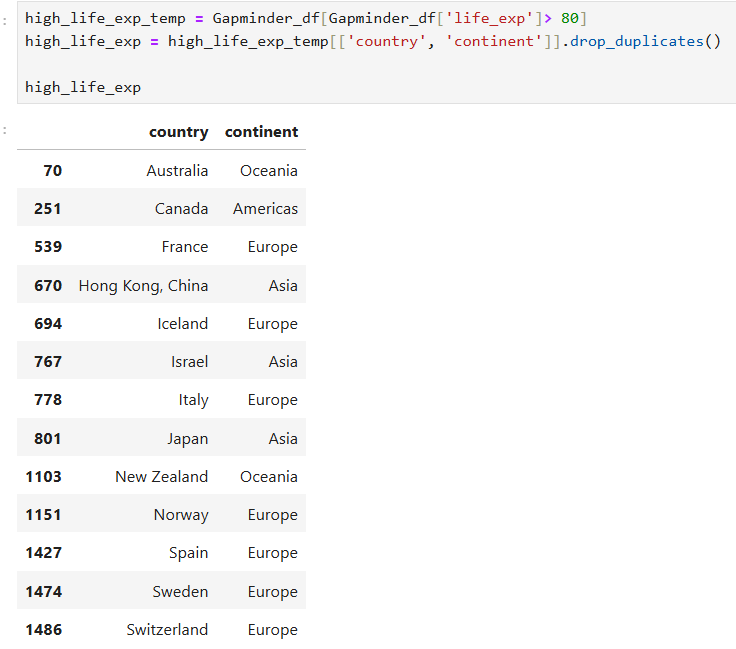 : high_life_exp_temp = Gapminder_df[Gapminder_df['life_exp']> 80]
high_life_exp = high_life_exp_temp[['country', 'continent']].drop_duplicates()
high_life_exp
:
country continent
70 Australia Oceania
251 Canada Americas
539 France Europe
670 Hong Kong, China Asia
694 Iceland Europe
767 Israel Asia
778 Italy Europe
801 Japan Asia
1103 New Zealand Oceania
1151 Norway Europe
1427 Spain Europe
1474 Sweden Europe
1486 Switzerland Europe